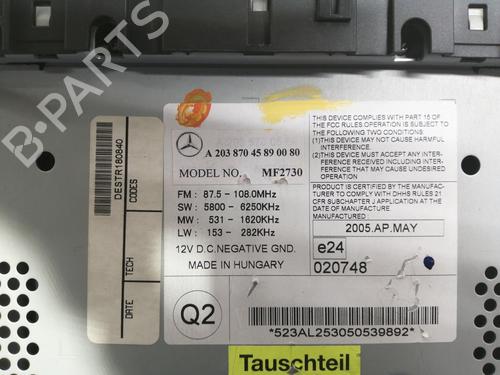 B-PARTS
DESTR160840
CODES
TECH
DATE
A 203 870 45 89 00 80
MODEL NO. MF2730
FM : 87.5 - 108.0MHz
SW : 5800 - 6250KHz
MW : 531 - 1620KHz
LW : 153 - 282KHz
12V D.C.NEGATIVE GND.
MADE IN HUNGARY
THIS DEVICE COMPLIES WITH PART 15 OF
THE FCC RULES OPERATION IS SUBJECT TO
THE FOLLOWING TWO CONDITIONS:
(1)THIS DEVICE MAY NOT CAUSE HARMFUL
INTERFERENCE.
(2)THIS DEVICE MUST ACCEPT ANY INTER-
FERENCE RECEIVED INCLUDING INTER-
FERENCE THAT MAY CAUSE UNDESIRED
OPERATION.
MANUFACTURER IS CERTIFIED BY THE MANUFAC-
TURER TO COMPLY WITH DHHS RULES 21
CFR SUBCHAPTER J APPLICATION AT DATE
OF MANUFACTURE
2005.AP.MAY
e24
020748
Q2
*523AL253050539892*
Tauschteil